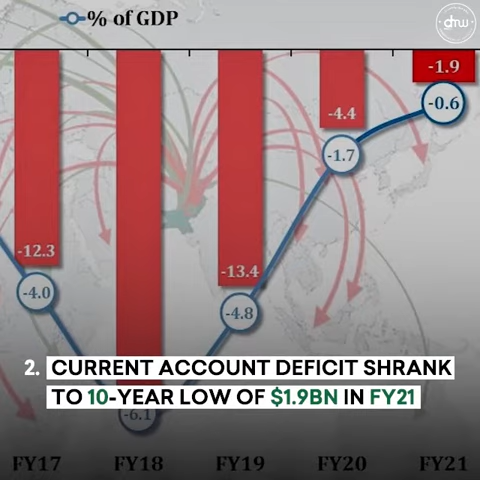 % of GDP
dtw
-1.9
-0.6
-4.4
-1.7
-12.3
-13.4
-4.0
-4.8
2. CURRENT ACCOUNT DEFICIT SHRANK
TO 10-YEAR LOW OF $1.9BN IN FY21
-6.1
FY17 FY18 FY19 FY20 FY21